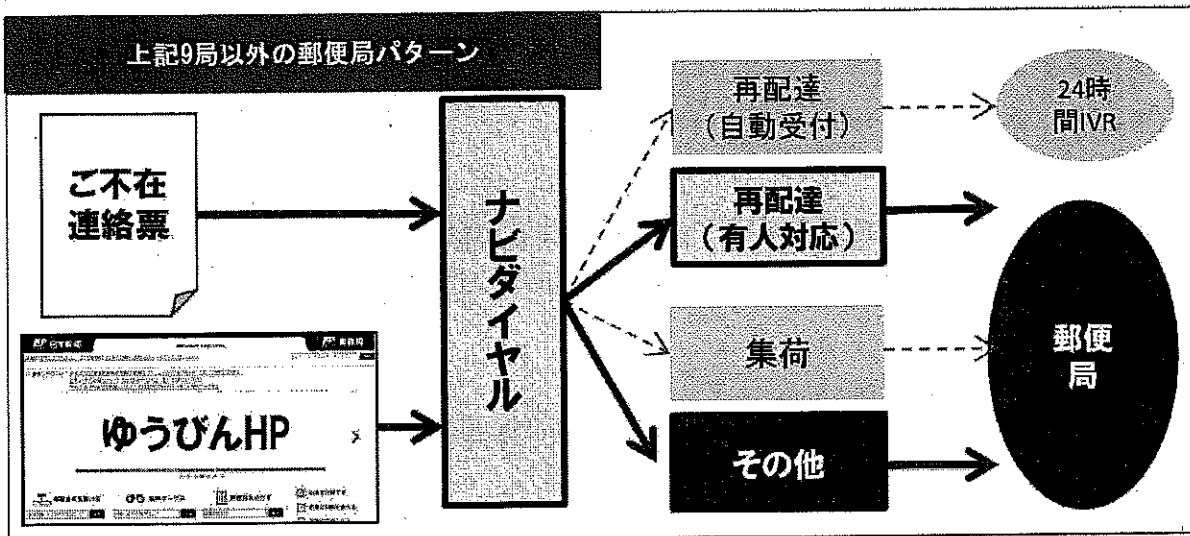 上記9局以外の郵便局パターン
ご不在
連絡票
ゆうびんHP
ナビダイヤル
再配達
（自動受付）
再配達
（有人対応）
集荷
その他
24時
間IVR
郵便
局